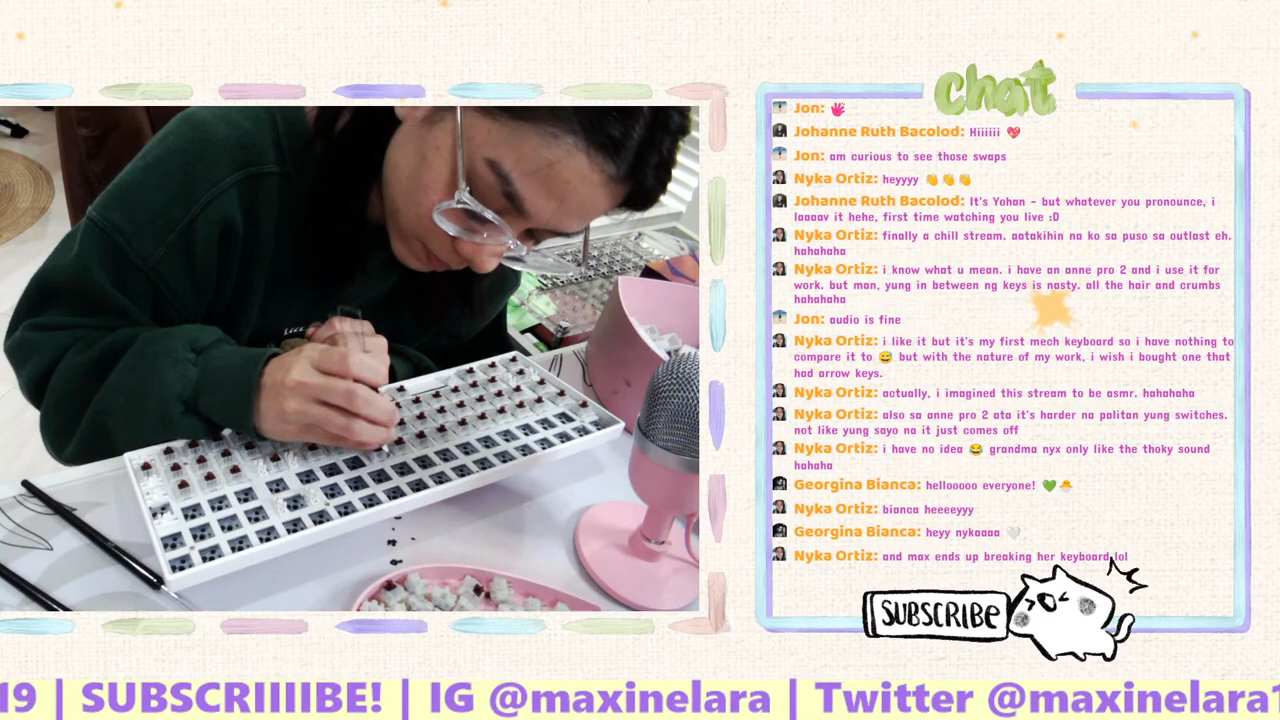 chat
Jon: 👋
Johanne Ruth Bacolod: Hiiiiii 💖
Jon: am curious to see those swaps
Nyka Ortiz: heyyyy 👏👏👏
Johanne Ruth Bacolod: It's Yohan - but whatever you pronounce, i
laaaav it hehe, first time watching you live :D
Nyka Ortiz: finally a chill stream. aatakihin na ko sa puso sa outlast eh.
hahahaha
Nyka Ortiz: i know what u mean. i have an anne pro 2 and i use it for
work. but man, yung in between ng keys is nasty. all the hair and crumbs
hahahaha
Jon: audio is fine
Nyka Ortiz: i like it but it's my first mech keyboard so i have nothing to
compare it to 😅 but with the nature of my work, i wish i bought one that
had arrow keys.
Nyka Ortiz: actually, i imagined this stream to be asmr. hahahaha
Nyka Ortiz: also sa anne pro 2 ata it's harder na palitan yung switches.
not like yung sayo na it just comes off
Nyka Ortiz: i have no idea 😂 grandma nyx only like the thoky sound
hahaha
Georgina Bianca: hellooooo everyone! 💚🐣
Nyka Ortiz: bianca heeeeyyy
Georgina Bianca: heyy nykaaaa 🤍
Nyka Ortiz: and max ends up breaking her keyboard lol
SUBSCRIBE
19 | SUBSCRIIIIBE! | IG @maxinelara | Twitter @maxinelara1